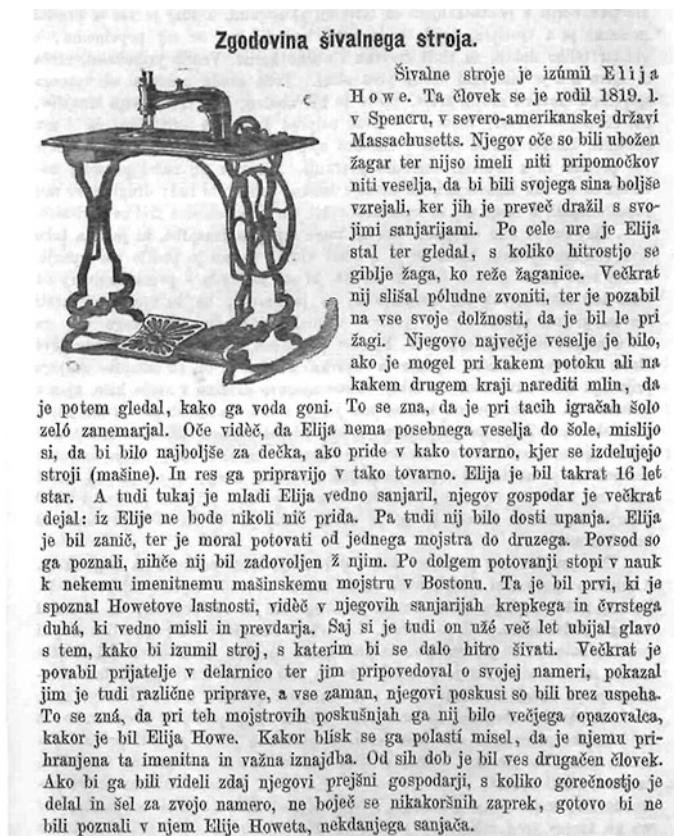 Zgodovina šivalnega stroja.
Šivalne stroje je izúmil Elija
Howe. Ta človek se je rodil 1819. l.
v Spencru, v severo-amerikanskej državi
Massachusetts. Njegov oče so bili ubožen
žagar ter nijso imeli niti pripomočkov
niti veselja, da bi bili svojega sina boljše
vzrejali, ker jih je preveč dražil s svo-
jimi sanjarijami. Po cele ure je Elija
stal ter gledal, s koliko hitrostjo se
giblje žaga, ko reže žaganice. Večkrat
nij slišal póludne zvoniti, ter je pozabil
na vse svoje dolžnosti, da je bil le pri
žagi. Njegovo največje veselje je bilo,
ako je mogel pri kakem potoku ali na
kakem drugem kraji narediti mlin, da
je potem gledal, kako ga voda goni. To se zna, da je pri tacih igračah šolo
zeló zanemarjal. Oče vidèč, da Elija nema posebnega veselja do šole, mislijo
si, da bi bilo najboljše za dečka, ako pride v kako tovarno, kjer se izdelujejo
stroji (mašine). In res ga pripravijo v tako tovarno. Elija je bil takrat 16 let
star. A tudi tukaj je mladi Elija vedno sanjaril, njegov gospodar je večkrat
dejal: iz Elije ne bode nikoli nič prida. Pa tudi nij bilo dosti upanja. Elija
je bil zanič, ter je moral potovati od jednega mojstra do druzega. Povsod so
ga poznali, nihče nij bil zadovoljen ž njim. Po dolgem potovanji stopi v nauk
k nekemu imenitnemu mašinskemu mojstru v Bostonu. Ta je bil prvi, ki je
spoznal Howetove lastnosti, vidèč v njegovih sanjarijah krepkega in čvrstega
duhá, ki vedno misli in prevdarja. Saj si je tudi on užé več let ubijal glavo
s tem, kako bi izumil stroj, s katerim bi se dalo hitro šivati. Večkrat je
povabil prijatelje v delarnico ter jim pripovedoval o svojej nameri, pokazal
jim je tudi različne priprave, a vse zaman, njegovi poskusi so bili brez uspeha.
To se zná, da pri teh mojstrovih poskušnjah ga nij bilo večjega opazovalca,
kakor je bil Elija Howe. Kakor blisk se ga polastí misel, da je njemu pri-
hranjena ta imenitna in važna iznajdba. Od sih dob je bil ves drugačen človek.
Ako bi ga bili videli zdaj njegovi prejšni gospodarji, s koliko gorečnostjo je
delal in šel za zvojo namero, ne boječ se nikakoršnih zaprek, gotovo bi ne
bili poznali v njem Elije Howeta, nekdanjega sanjača.